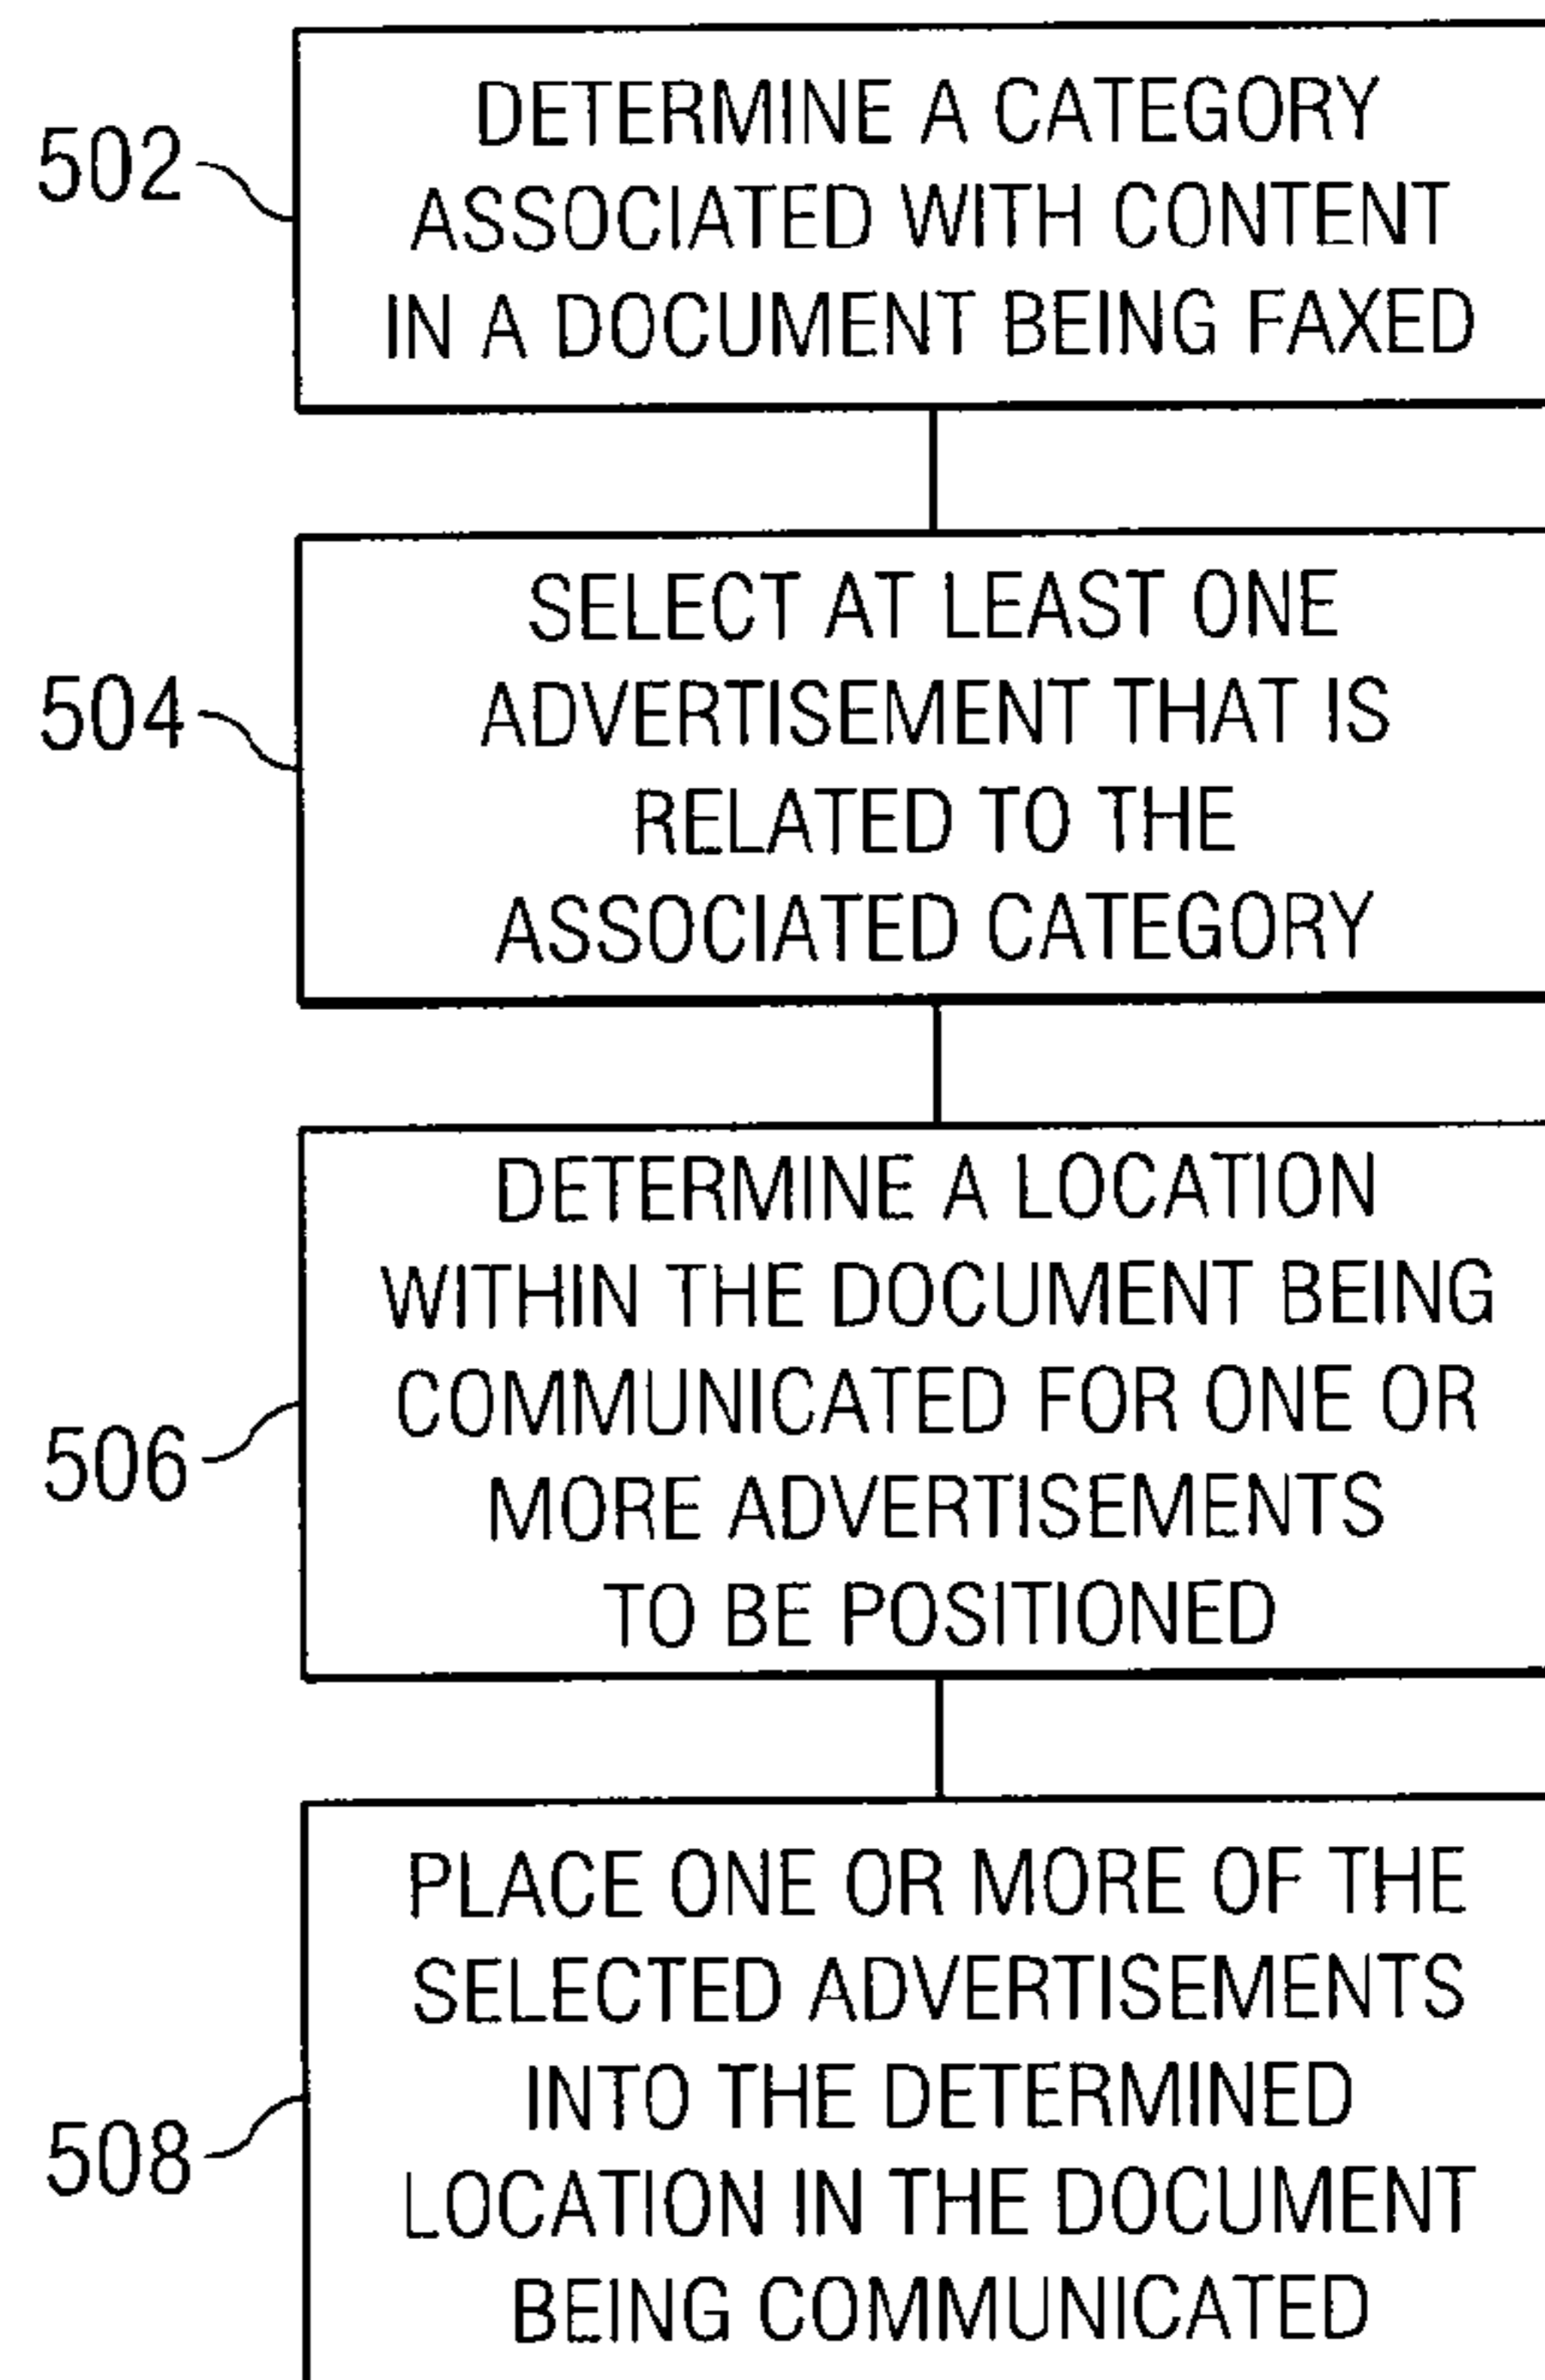 502
DETERMINE A CATEGORY
ASSOCIATED WITH CONTENT
IN A DOCUMENT BEING FAXED
504
SELECT AT LEAST ONE
ADVERTISEMENT THAT IS
RELATED TO THE
ASSOCIATED CATEGORY
506
DETERMINE A LOCATION
WITHIN THE DOCUMENT BEING
COMMUNICATED FOR ONE OR
MORE ADVERTISEMENTS
TO BE POSITIONED
508
PLACE ONE OR MORE OF THE
SELECTED ADVERTISEMENTS
INTO THE DETERMINED
LOCATION IN THE DOCUMENT
BEING COMMUNICATED